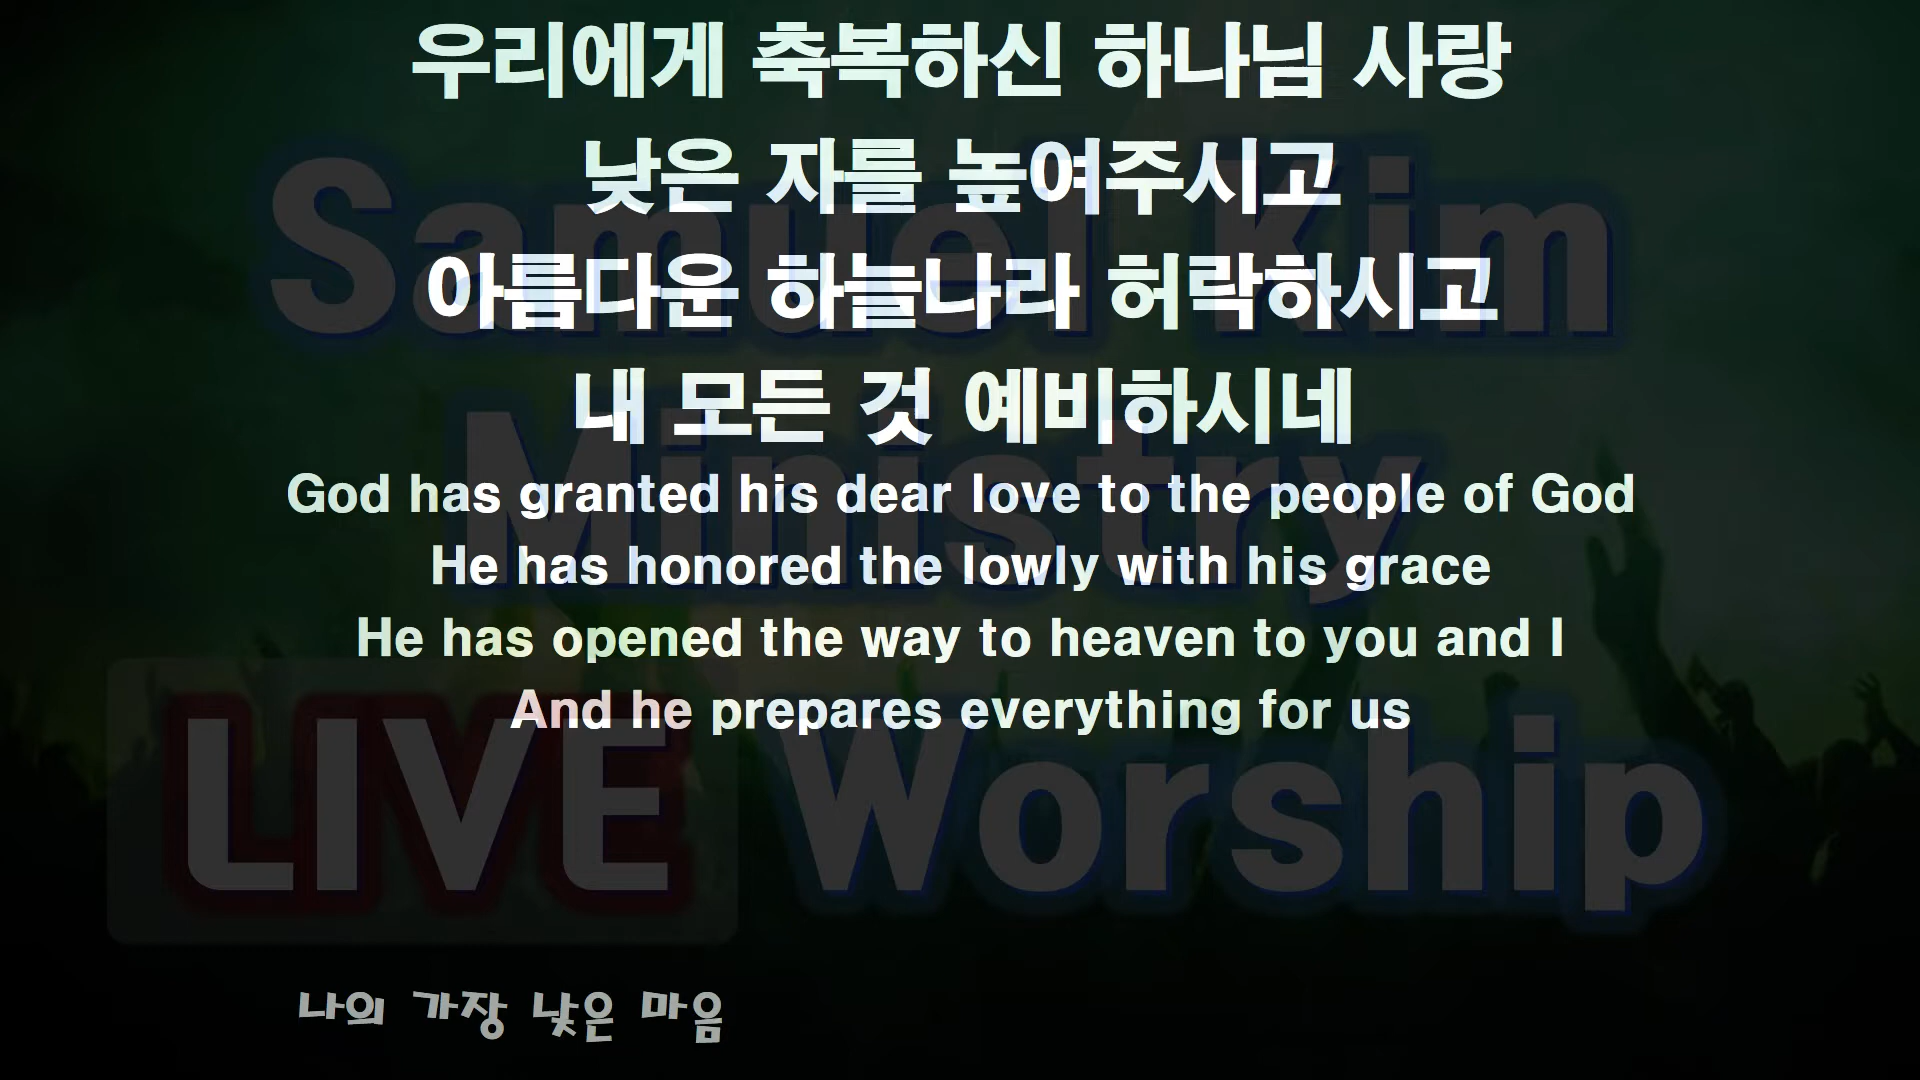 우리에게 축복하신 하나님 사랑
낮은 자를 높여주시고
아름다운 하늘나라 허락하시고
내 모든 것 예비하시네
God has granted his dear love to the people of God
He has honored the lowly with his grace
He has opened the way to heaven to you and I
And he prepares everything for us
Samuel Kim
Ministry
LIVE Worship
나의 가장 낮은 마음